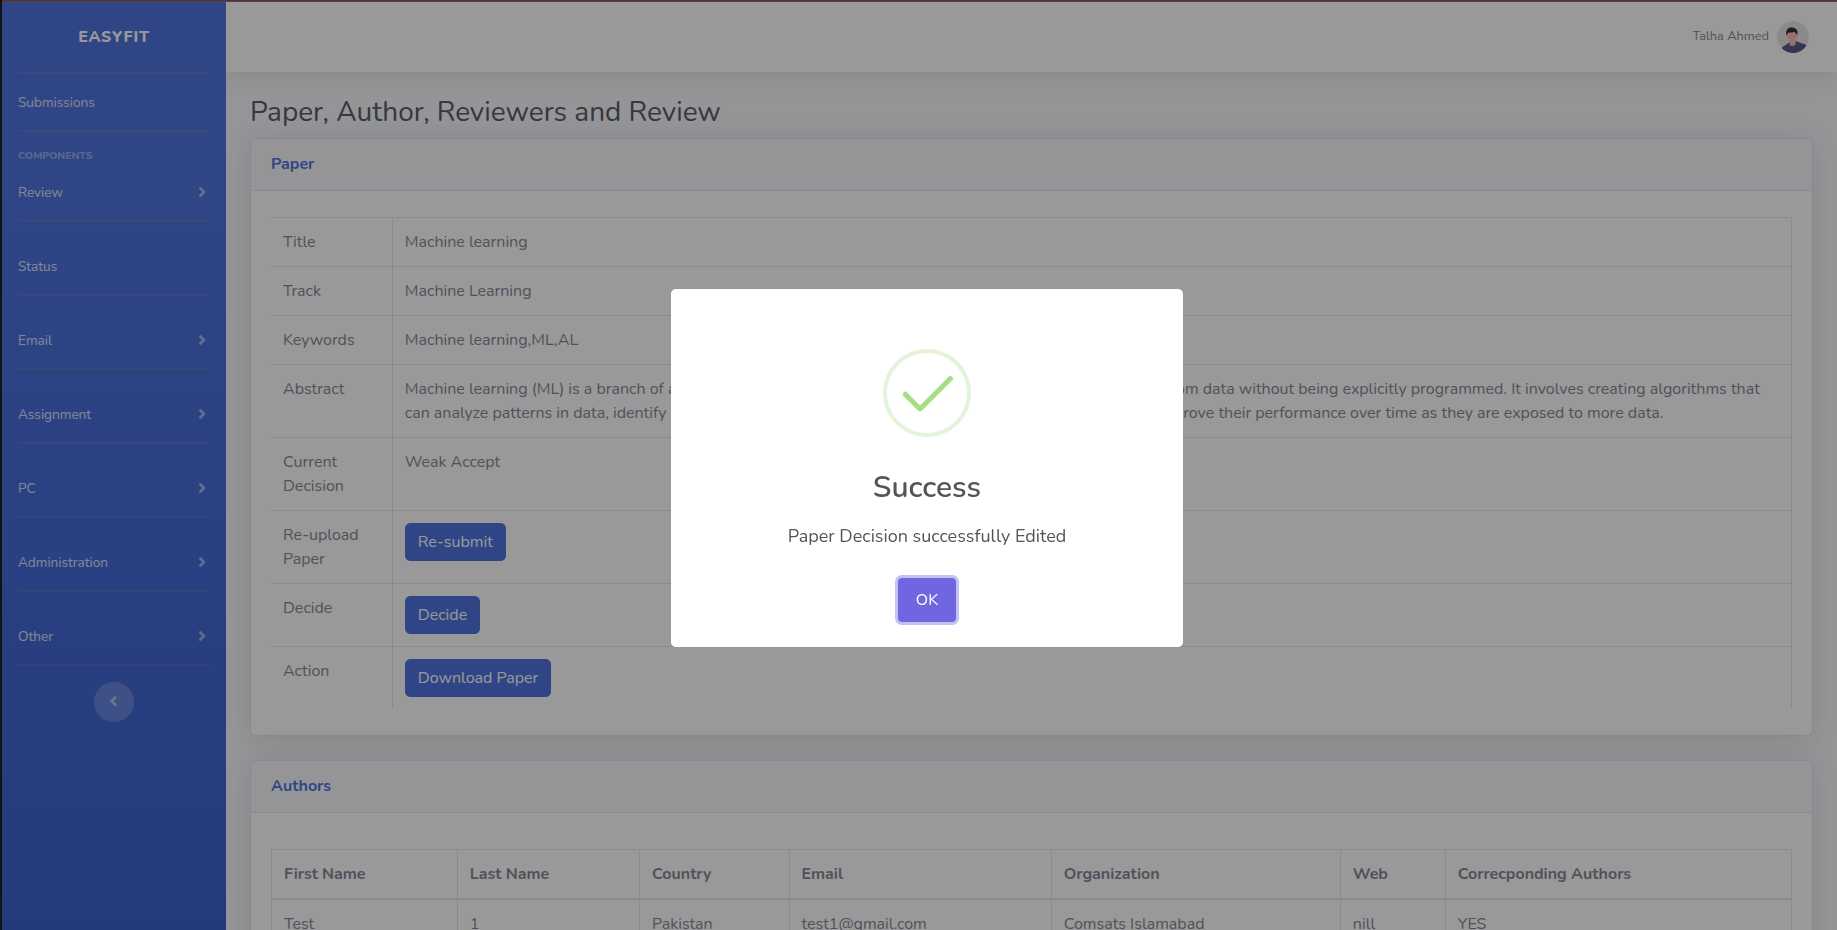 EASYFIT
Talha Ahmed
Submissions
COMPONENTS
Review
Status
Email
Assignment
PC
Administration
Other
Paper, Author, Reviewers and Review
Paper
Title Machine learning
Track Machine Learning
Keywords Machine learning,ML,AL
Abstract Machine learning (ML) is a branch of data without being explicitly programmed. It involves creating algorithms that
can analyze patterns in data, identify their performance over time as they are exposed to more data.
Current Decision Weak Accept
Re-upload Paper Re-submit
Decide Decide
Action Download Paper
Success
Paper Decision successfully Edited
OK
Authors
First Name Last Name Country Email Organization Web Correcponding Authors
Test 1 Pakistan test1@gmail.com Comsats Islamabad nill YES